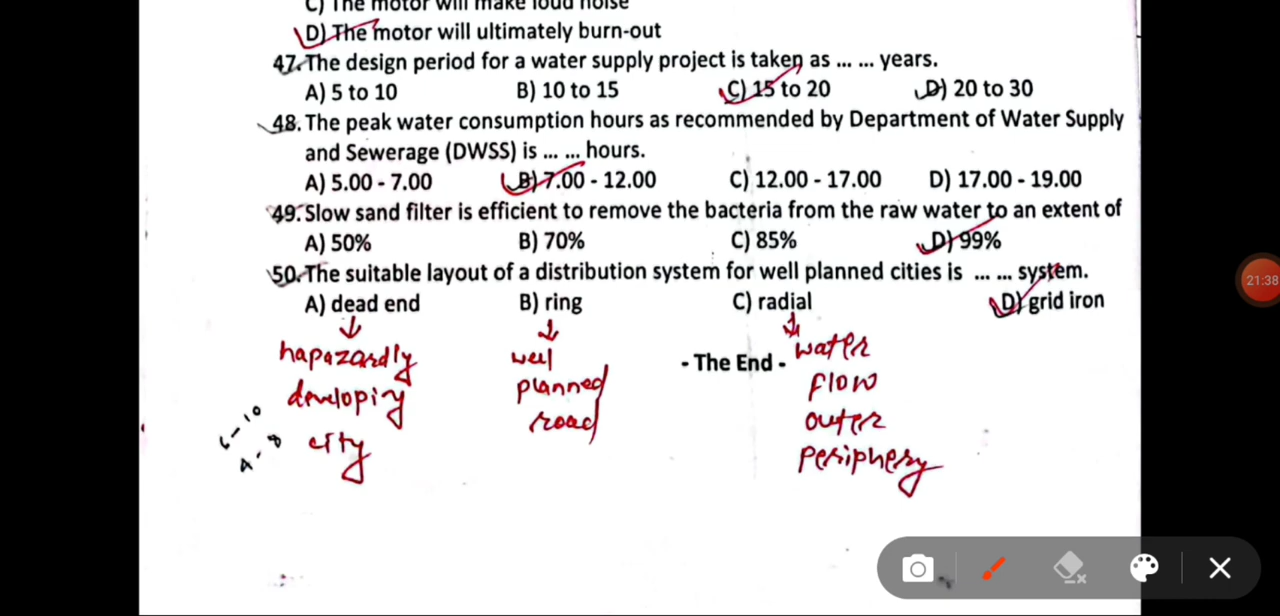 C) The motor will make loud noise
D) The motor will ultimately burn-out
47. The design period for a water supply project is taken as ... ... years.
A) 5 to 10 B) 10 to 15 C) 15 to 20 D) 20 to 30
48. The peak water consumption hours as recommended by Department of Water Supply
and Sewerage (DWSS) is ... ... hours.
A) 5.00 - 7.00 B) 7.00 - 12.00 C) 12.00 - 17.00 D) 17.00 - 19.00
49. Slow sand filter is efficient to remove the bacteria from the raw water to an extent of
A) 50% B) 70% C) 85% D) 99%
50. The suitable layout of a distribution system for well planned cities is ... ... system.
A) dead end B) ring C) radial D) grid iron
hapazardly
developing
city
well
planned
road
- The End -
water
flow
outer
periphery
6-10
4-8
21:38